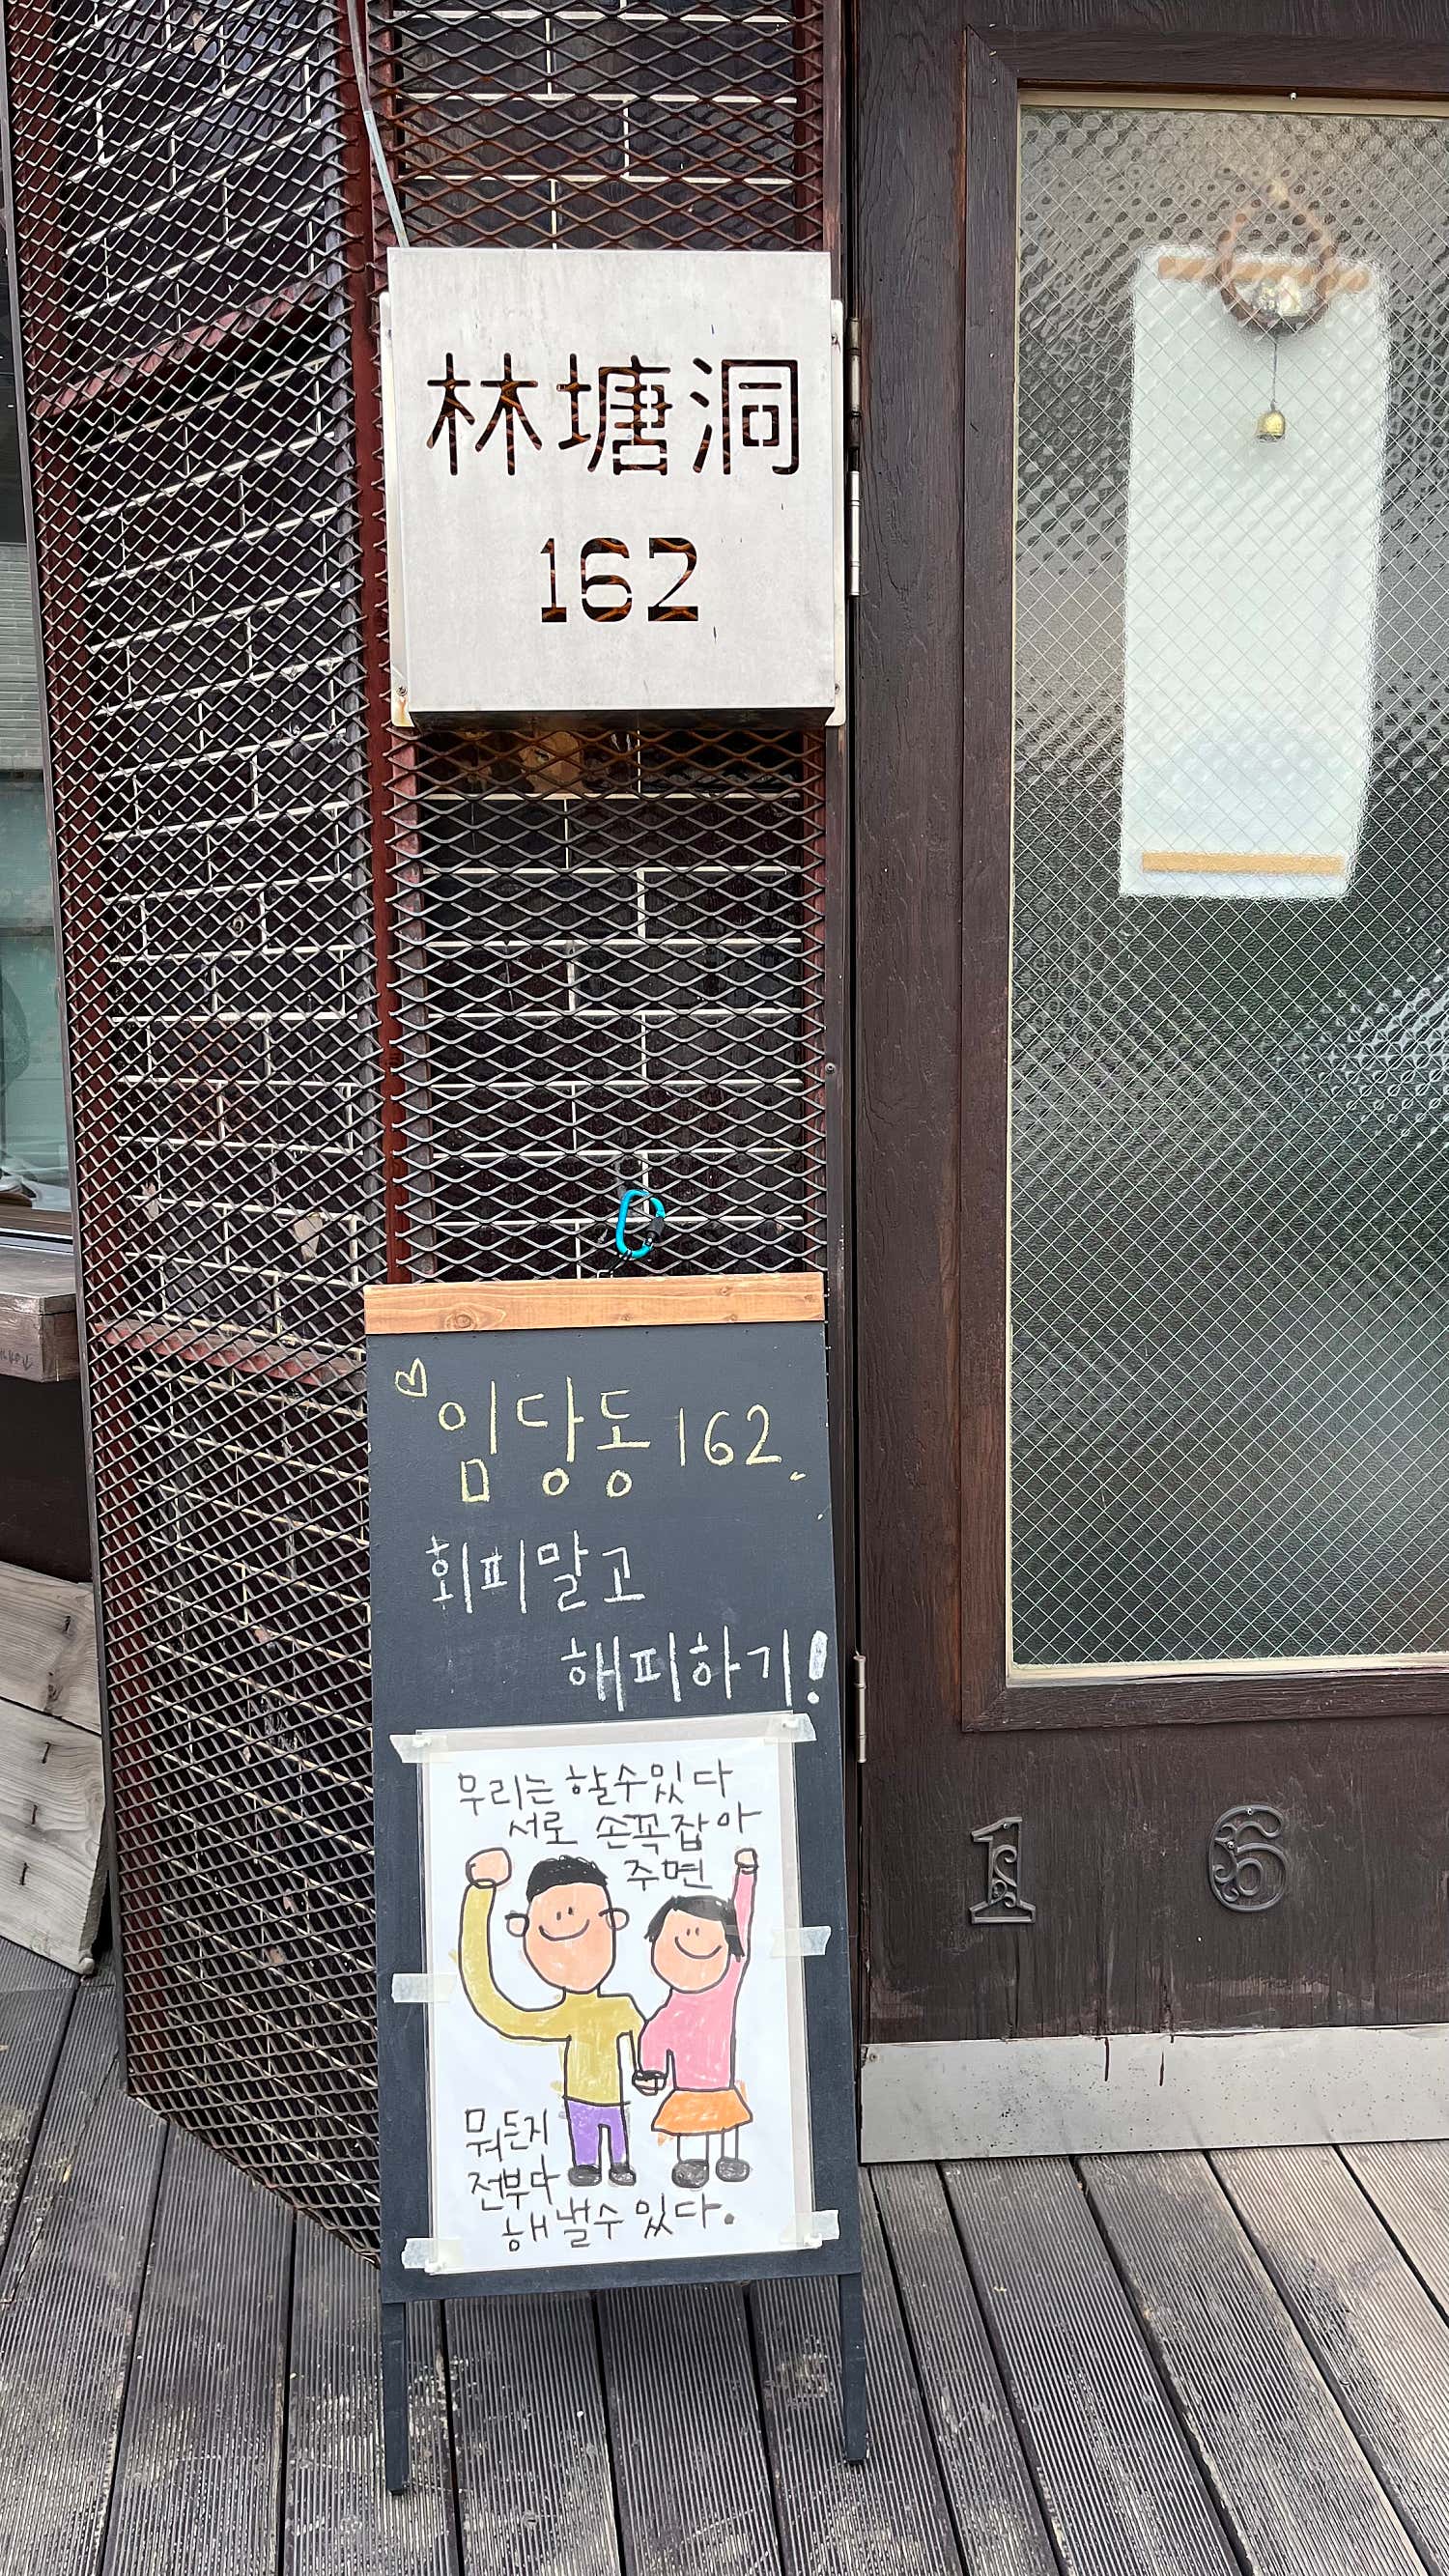 林塘洞
162
임당동 162.
회피말고
해피하기!
우리는 할수있다
서로 손꼭잡아
주면
뭐든지
전부다
해낼수있다.
1 6